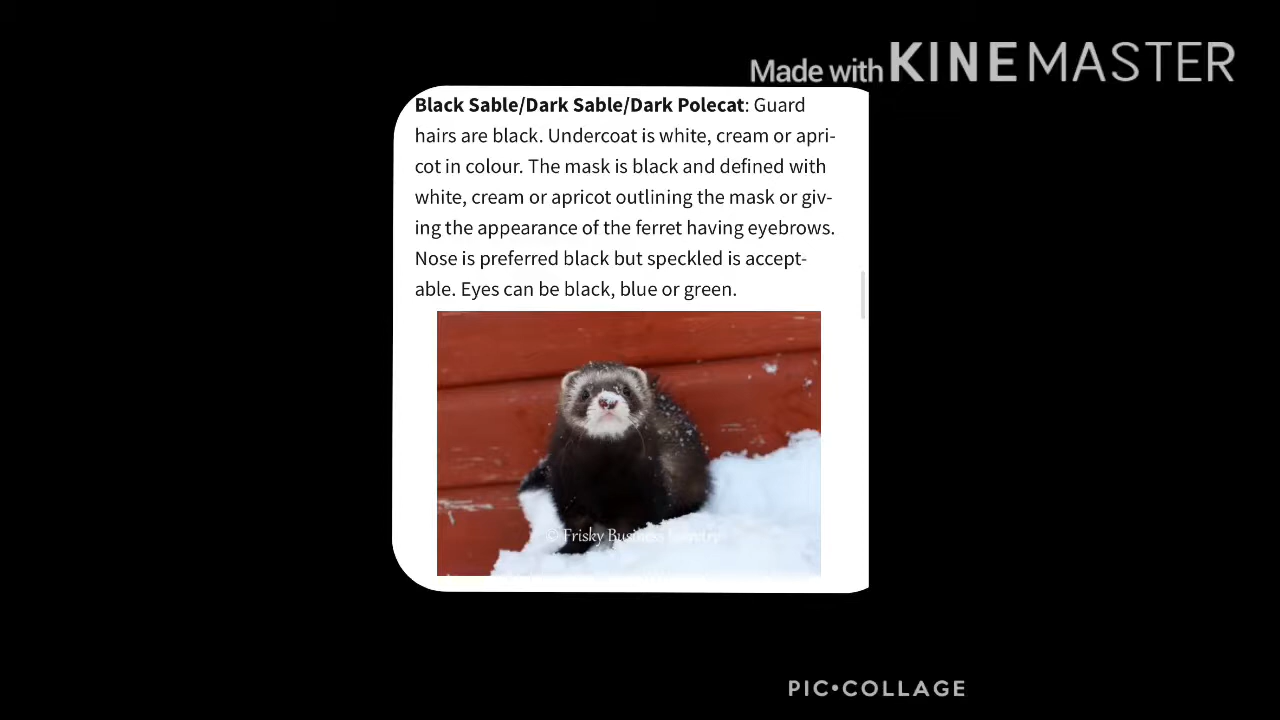 Made with KINEMASTER
Black Sable/Dark Sable/Dark Polecat: Guard
hairs are black. Undercoat is white, cream or apri-
cot in colour. The mask is black and defined with
white, cream or apricot outlining the mask or giv-
ing the appearance of the ferret having eyebrows.
Nose is preferred black but speckled is accept-
able. Eyes can be black, blue or green.
© Frisky Business Ferretry
PIC•COLLAGE